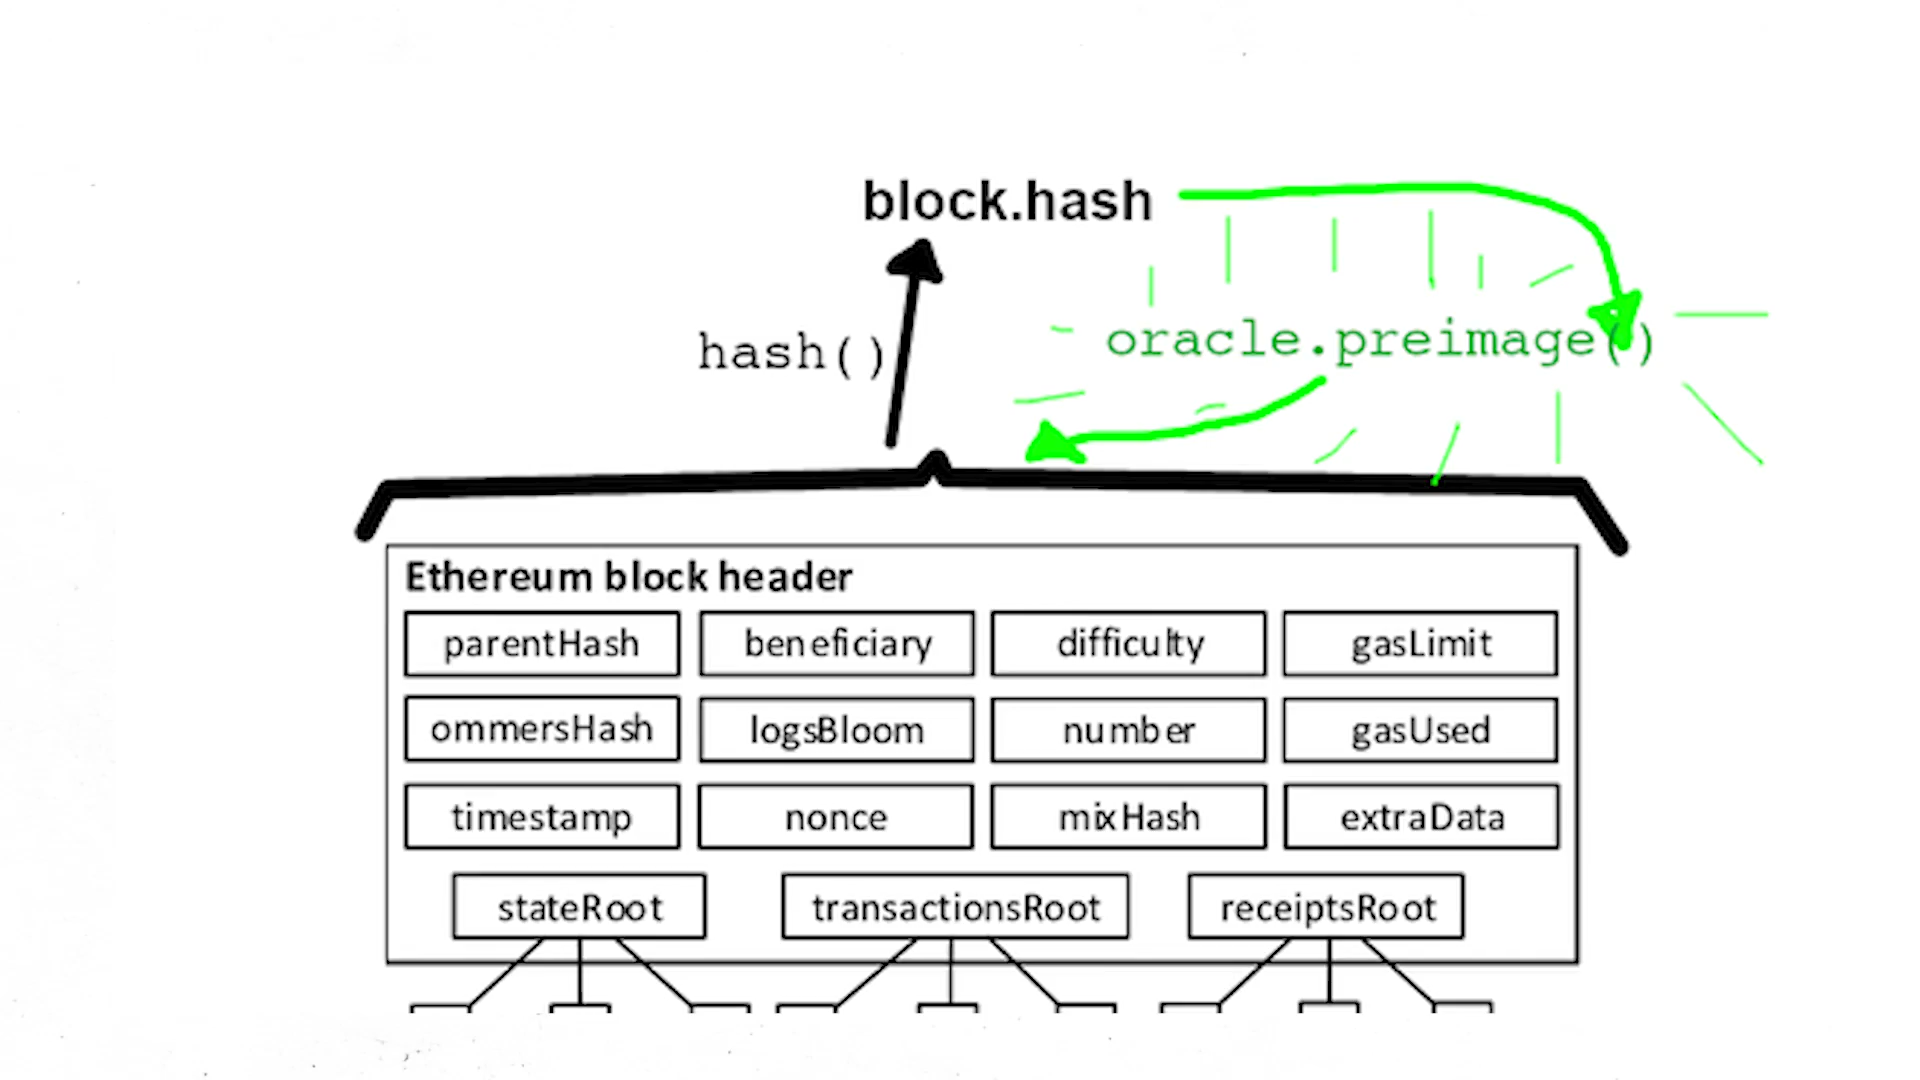 block.hash
hash()
oracle.preimage()
Ethereum block header
parentHash beneficiary difficulty gasLimit
ommersHash logsBloom number gasUsed
timestamp nonce mixHash extraData
stateRoot transactionsRoot receiptsRoot